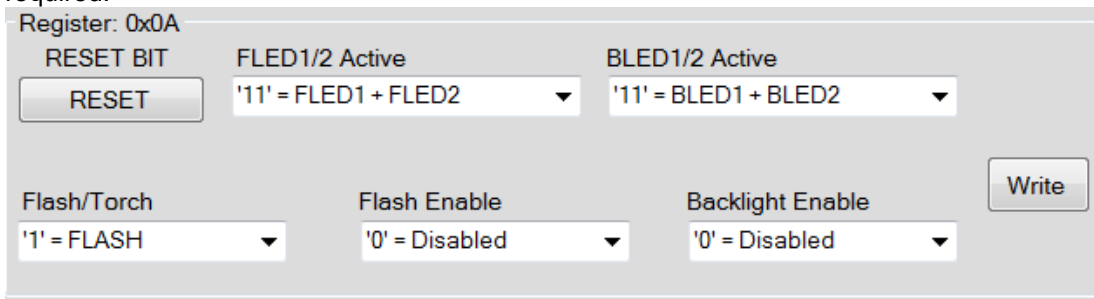 required.
Register: 0x0A
RESET BIT FLED1/2 Active BLED1/2 Active
RESET '11' = FLED1 + FLED2 '11' = BLED1 + BLED2
Write
Flash/Torch Flash Enable Backlight Enable
'1' = FLASH '0' = Disabled '0' = Disabled